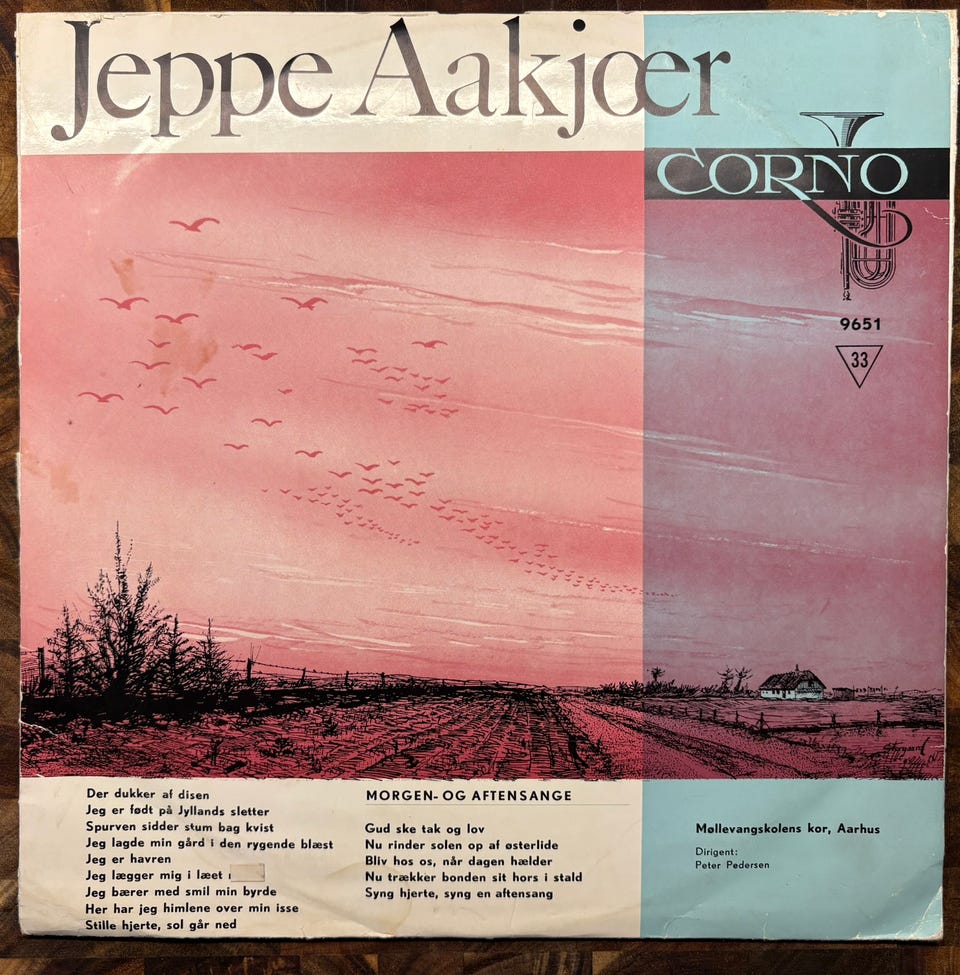 Jeppe Aakjær
CORNO
9651
33
Der dukker af disen
Jeg er født på Jyllands sletter
Spurven sidder stum bag kvist
Jeg lagde min gård i den rygende blæst
Jeg er havren
Jeg lægger mig i læet
Jeg bærer med smil min byrde
Her har jeg himlene over min isse
Stille hjerte, sol går ned
MORGEN- OG AFTENSANGE
Gud ske tak og lov
Nu rinder solen op af østerlide
Bliv hos os, når dagen hælder
Nu trækker bonden sit hors i stald
Syng hjerte, syng en aftensang
Møllevangskolens kor, Aarhus
Dirigent:
Peter Pedersen